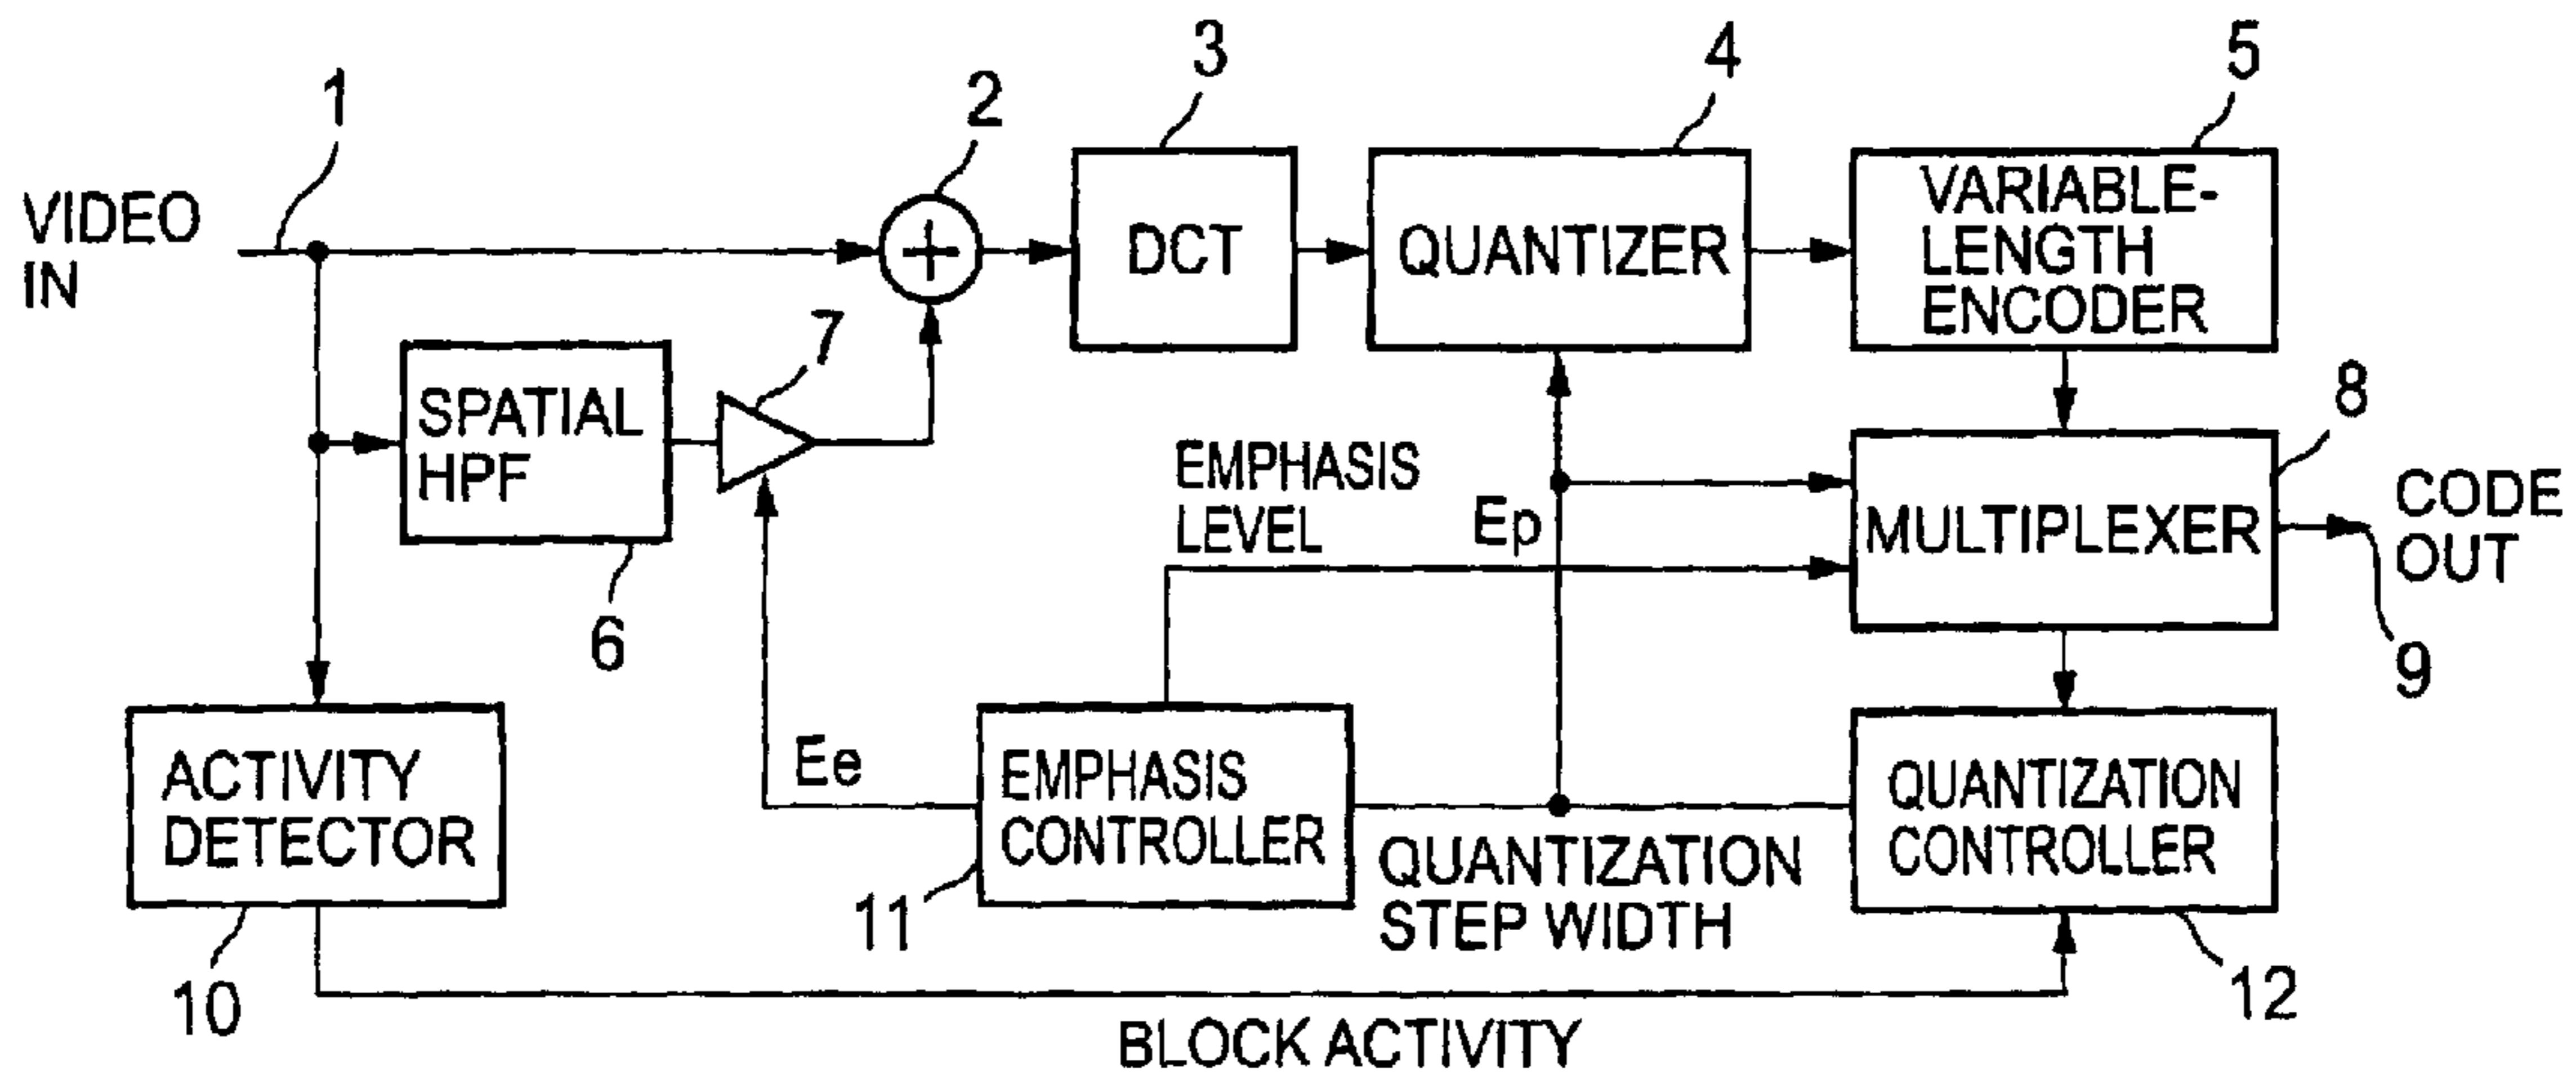 1
2
3
4
5
VIDEO
IN
DCT
QUANTIZER
VARIABLE-
LENGTH
ENCODER
7
SPATIAL
HPF
6
8
EMPHASIS
LEVEL
Ep
MULTIPLEXER
CODE
OUT
9
ACTIVITY
DETECTOR
10
Ee
EMPHASIS
CONTROLLER
11
QUANTIZATION
STEP WIDTH
QUANTIZATION
CONTROLLER
12
BLOCK ACTIVITY